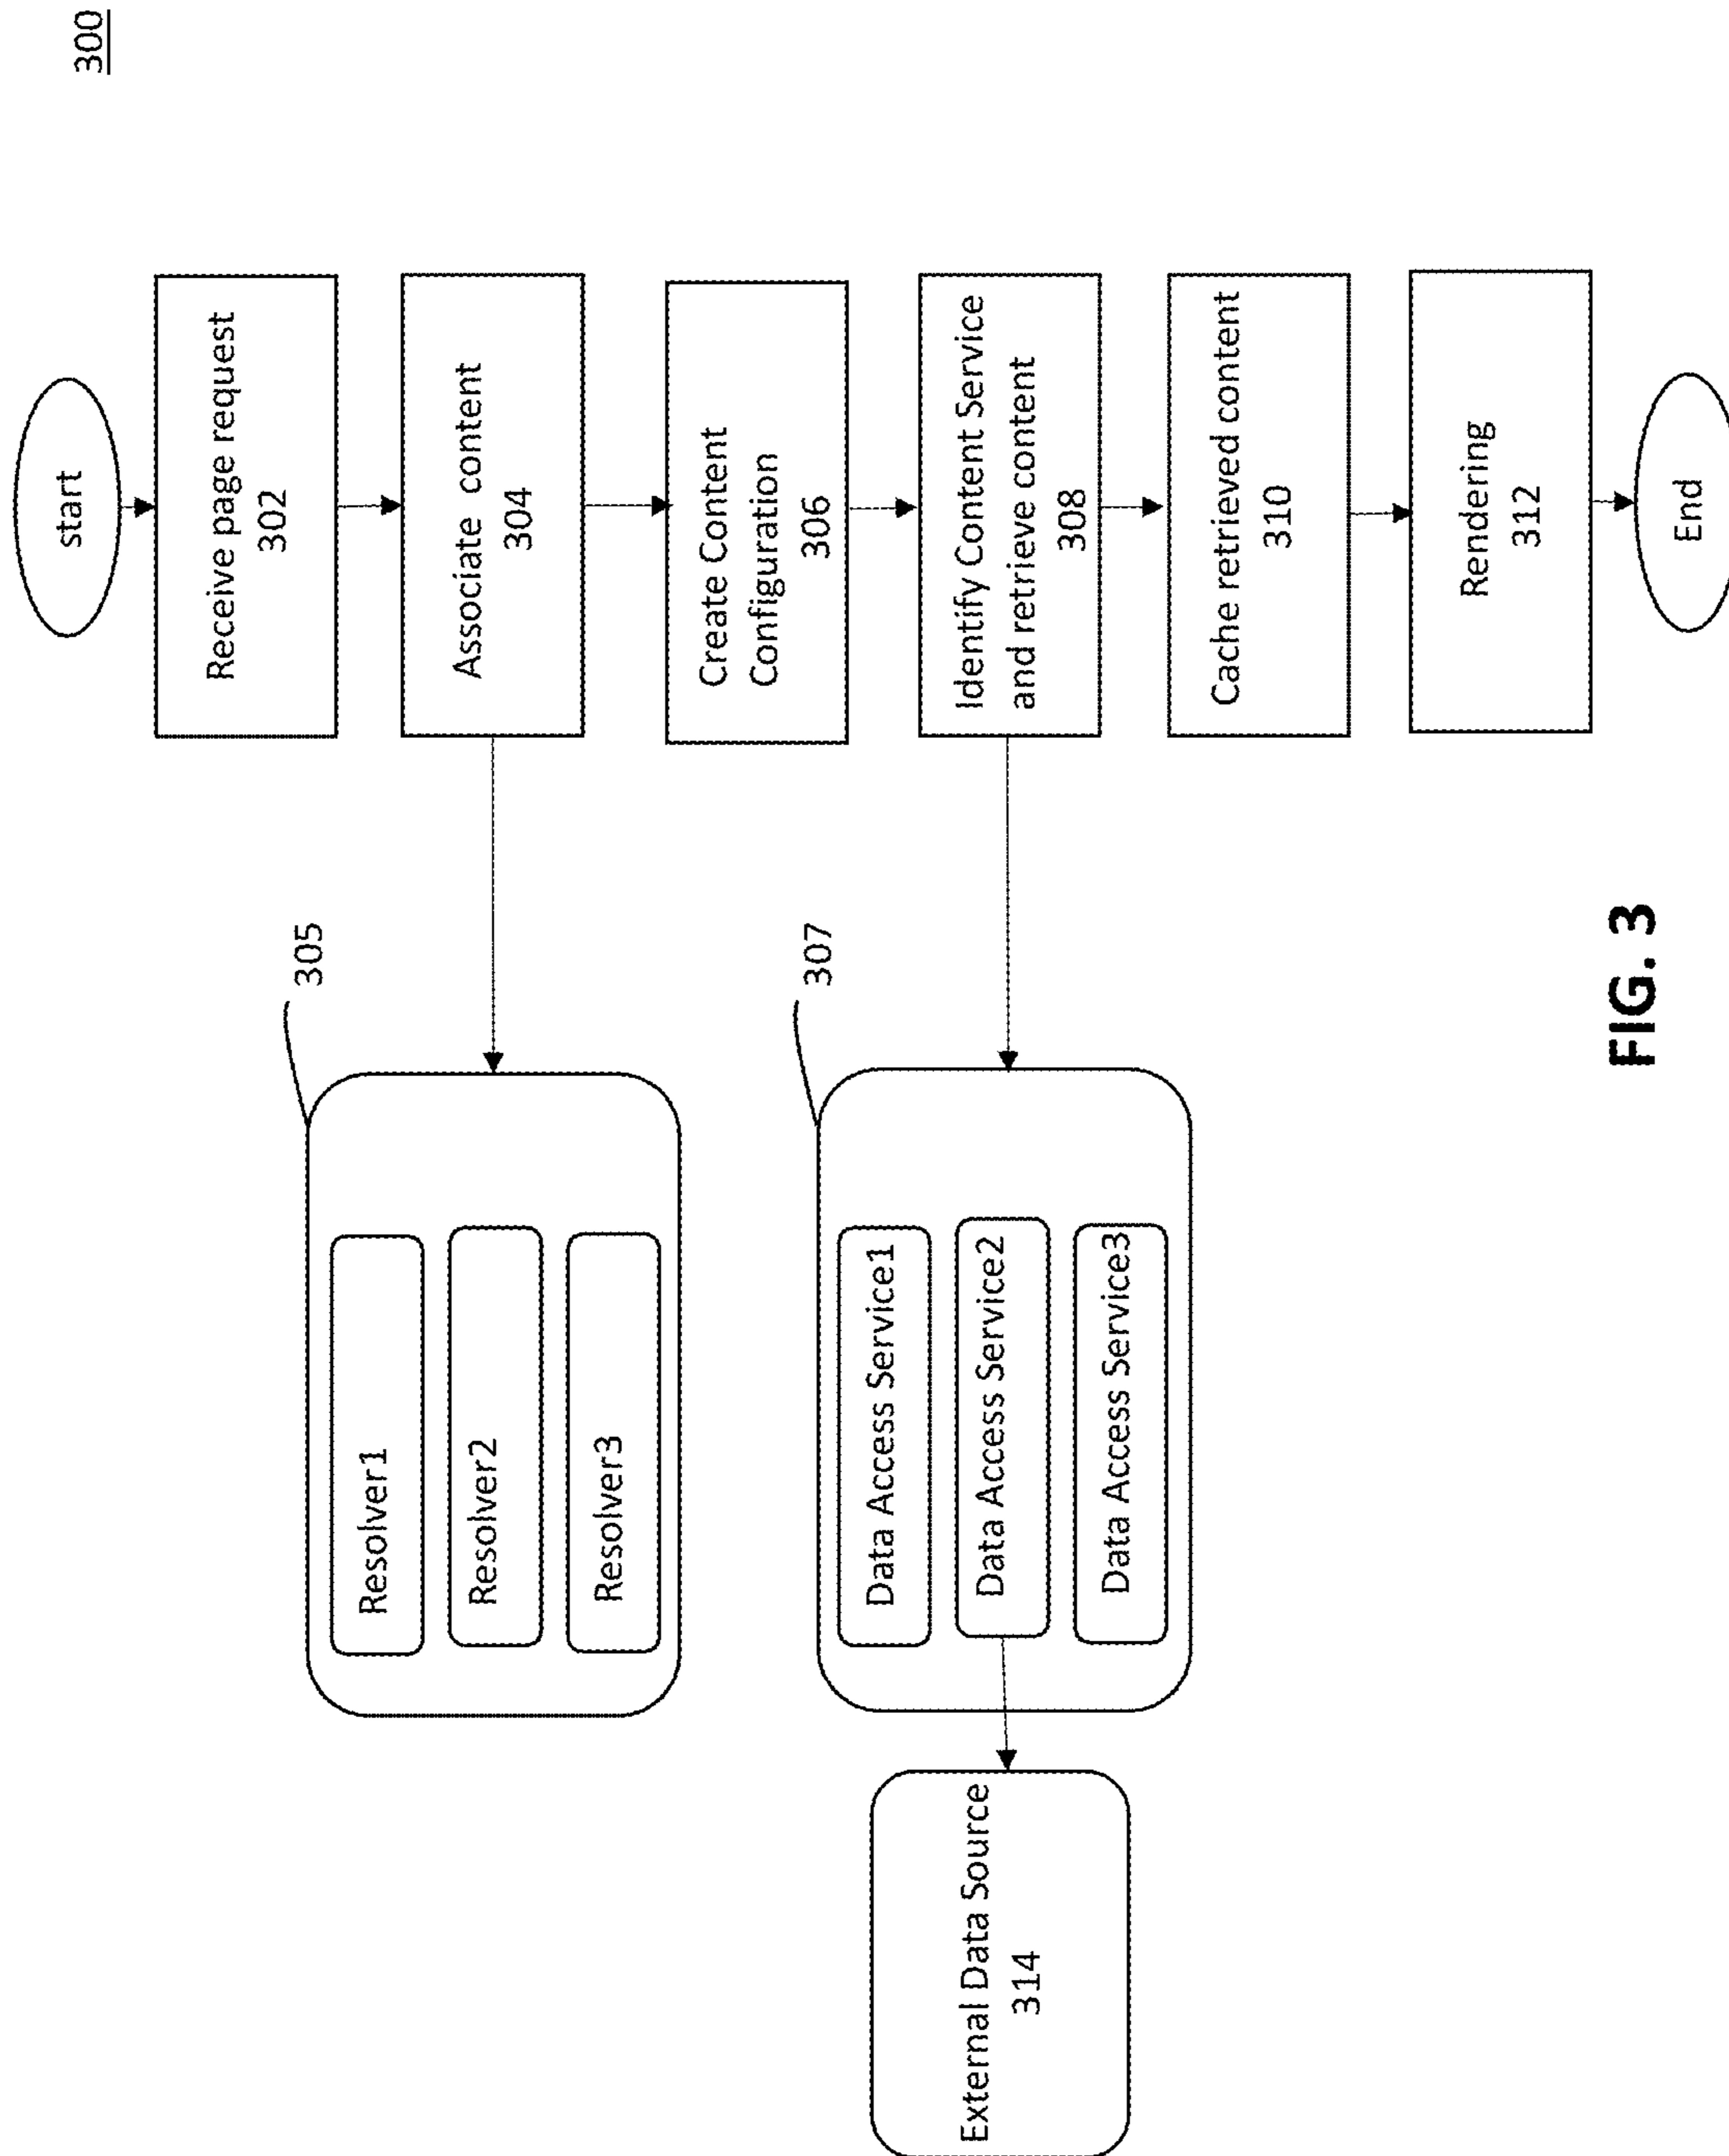 300
start
Receive page request
302
Associate content
304
Create Content
Configuration
306
Identify Content Service
and retrieve content
308
Cache retrieved content
310
Rendering
312
End
305
Resolver1
Resolver2
Resolver3
307
Data Access Service1
Data Access Service2
Data Access Service3
External Data Source
314
FIG. 3